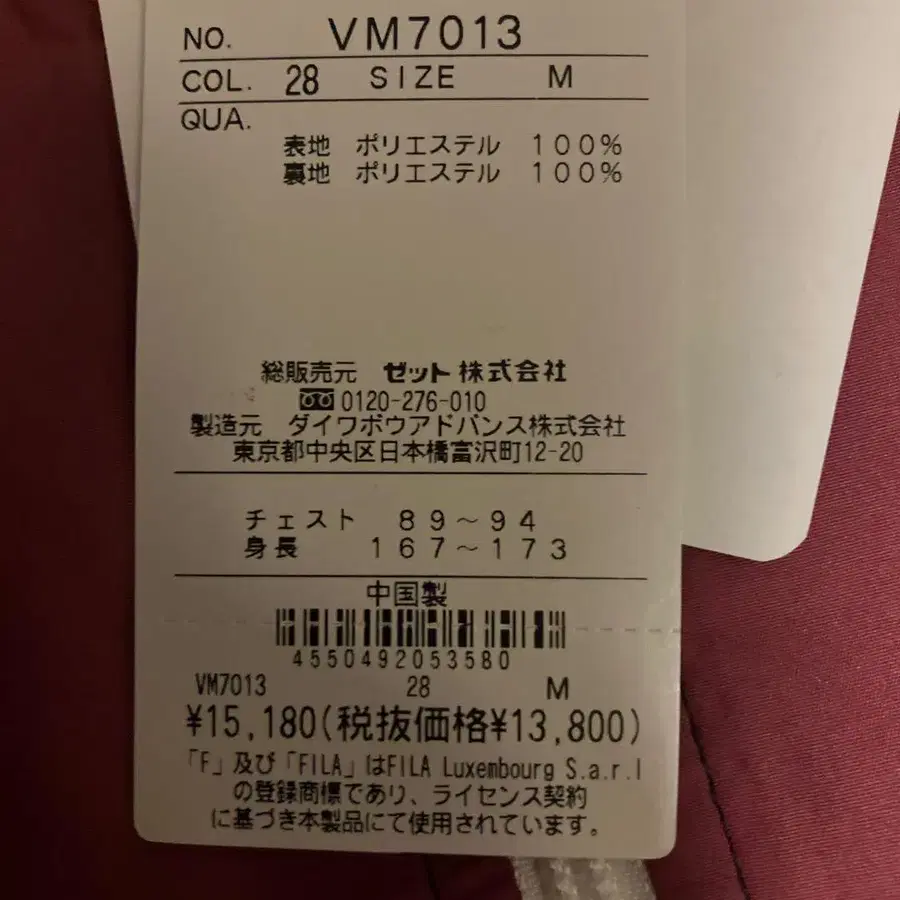 NO. VM7013
COL. 28 SIZE M
QUA.
表地 ポリエステル 100%
裏地 ポリエステル 100%
総販売元 ゼット株式会社
0120-276-010
製造元 ダイワボウアドバンス株式会社
東京都中央区日本橋富沢町12-20
チェスト 89~94
身長 167~173
中国製
4550492053580
VM7013 28 M
¥15,180(税抜価格¥13,800)
「F」及び「FILA」はFILA Luxembourg S.a.r.l
の登録商標であり、ライセンス契約
に基づき本製品にて使用されています。